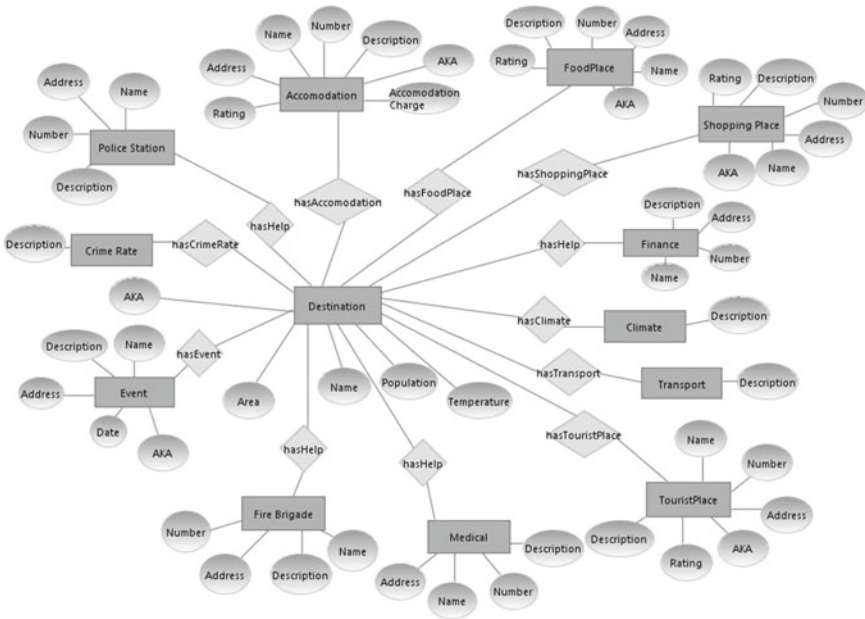 Description
Number
Address
Name
Rating
FoodPlace
AKA
Name
Number
Description
AKA
Address
Accomodation
Accomodation
Charge
Rating
Address
Name
Number
Police Station
Description
Rating
Description
Number
Shopping Place
Address
AKA
Name
hasShoppingPlace
hasFoodPlace
hasAccomodation
hasHelp
Description
Crime Rate
hasCrimeRate
hasHelp
Description
Address
Finance
Number
Name
AKA
Destination
hasClimate
Climate
Description
Description
Name
hasEvent
Address
Event
Date
AKA
Area
Name
Population
Temperature
hasTransport
Transport
Description
hasTouristPlace
hasHelp
hasHelp
Name
Number
TouristPlace
Address
Description
Rating
AKA
Number
Fire Brigade
Name
Address
Description
Medical
Description
Address
Name
Number